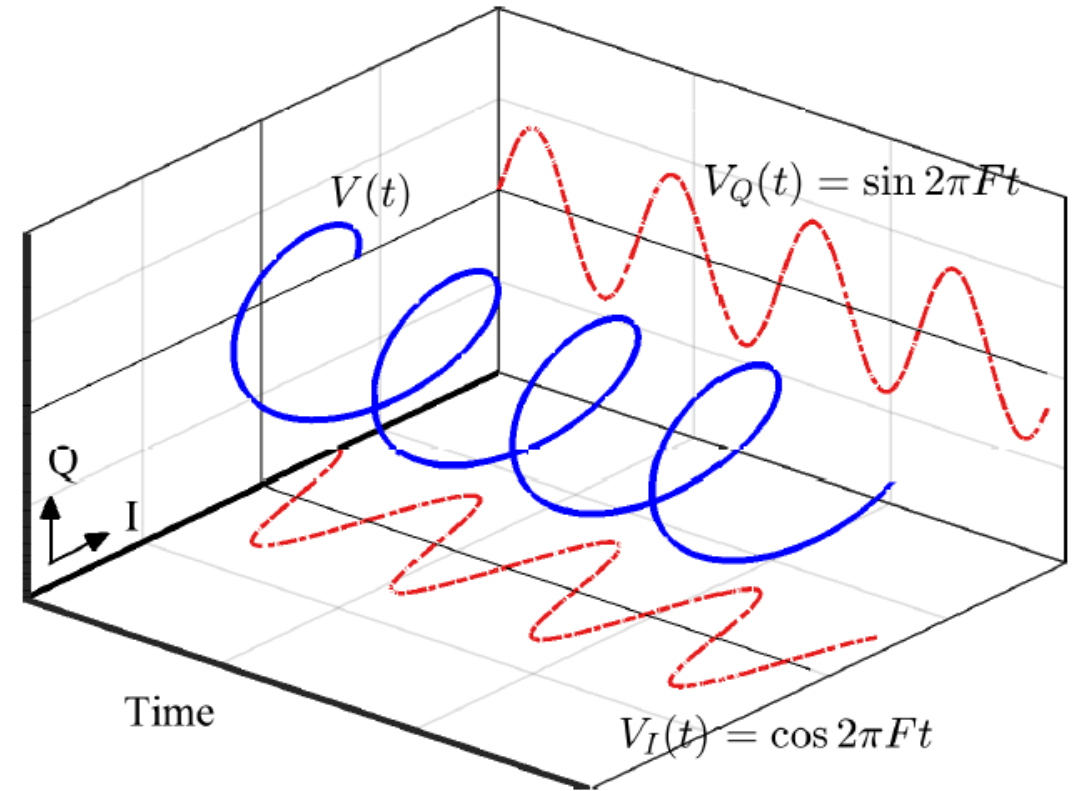 V_Q(t) = sin 2πFt
V(t)
Q
I
Time
V_I(t) = cos 2πFt